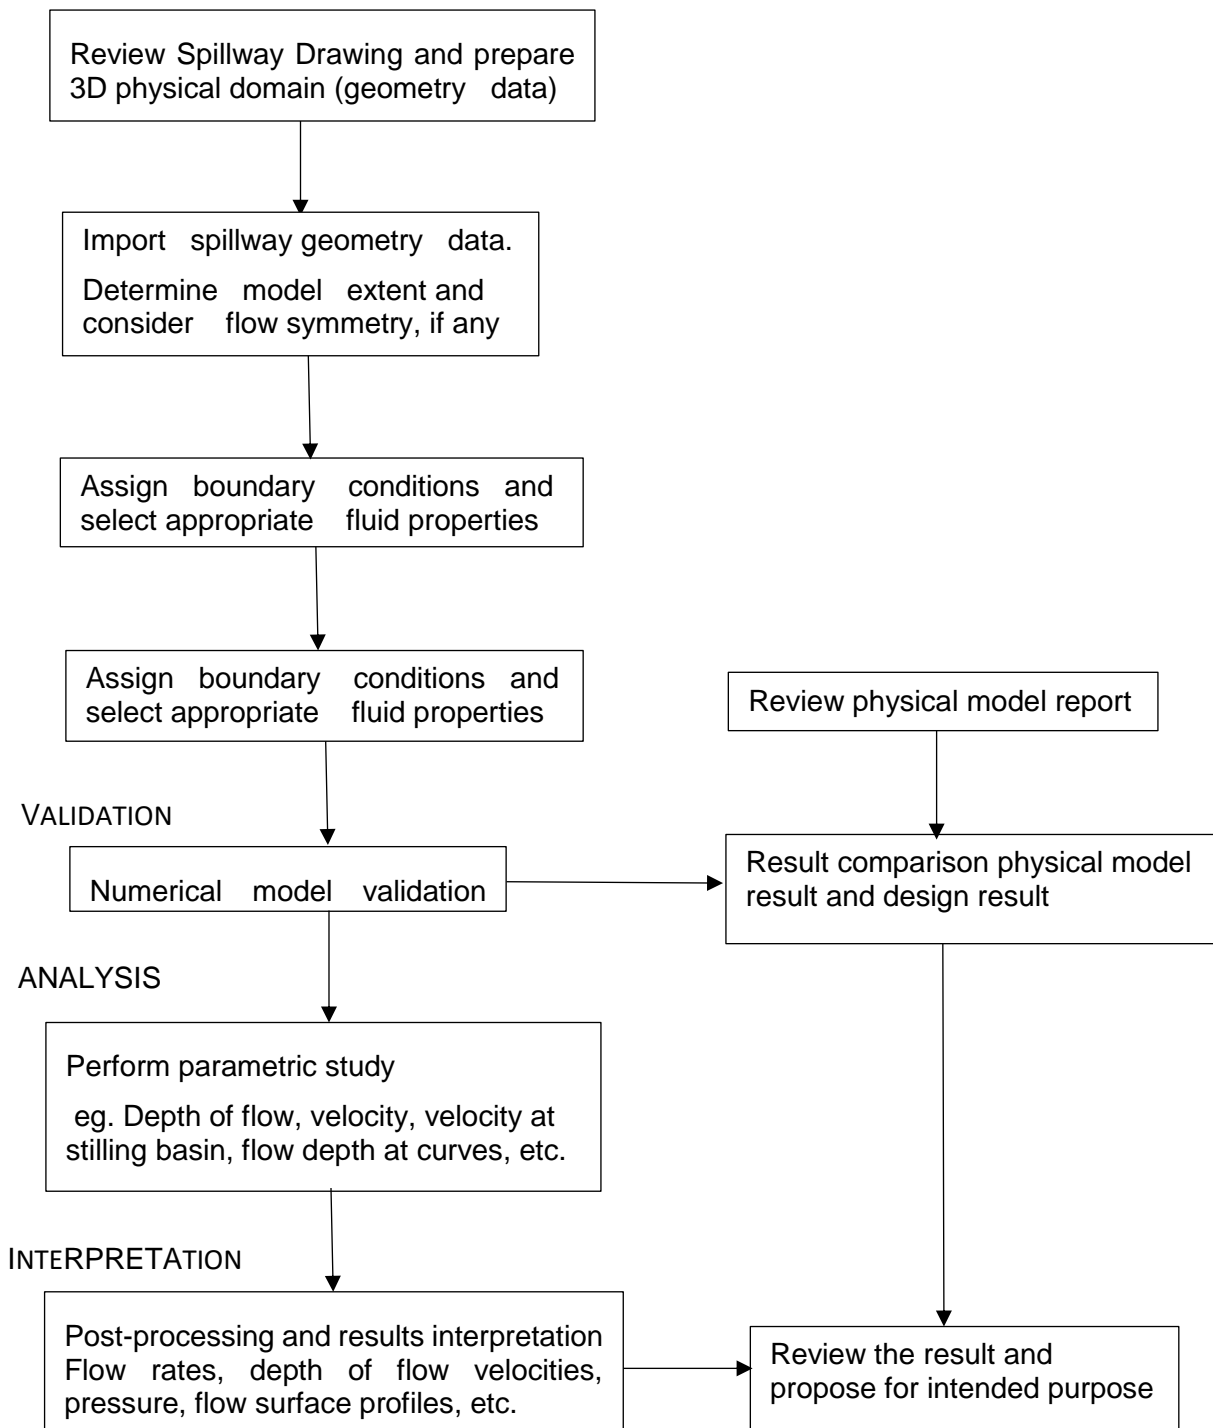 Review Spillway Drawing and prepare
3D physical domain (geometry data)
Import spillway geometry data.
Determine model extent and
consider flow symmetry, if any
Assign boundary conditions and
select appropriate fluid properties
Assign boundary conditions and
select appropriate fluid properties
Review physical model report
VALIDATION
Numerical model validation
Result comparison physical model
result and design result
ANALYSIS
Perform parametric study
eg. Depth of flow, velocity, velocity at
stilling basin, flow depth at curves, etc.
INTERPRETATION
Post-processing and results interpretation
Flow rates, depth of flow velocities,
pressure, flow surface profiles, etc.
Review the result and
propose for intended purpose